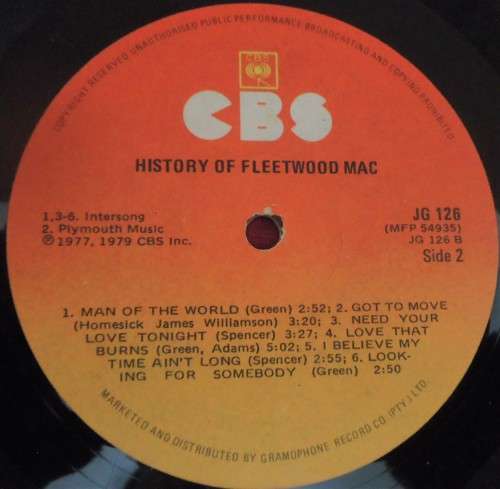 COPYRIGHT RESERVED UNAUTHORISED PUBLIC PERFORMANCE BROADCASTING AND COPYING PROHIBITED
CBS
CBS
HISTORY OF FLEETWOOD MAC
1,3-6. Intersong
2. Plymouth Music
℗ 1977, 1979 CBS Inc.
JG 126
(MFP 54935)
JG 126 B
Side 2
1. MAN OF THE WORLD (Green) 2:52; 2. GOT TO MOVE
(Homesick James Williamson) 3:20; 3. NEED YOUR
LOVE TONIGHT (Spencer) 3:27; 4. LOVE THAT
BURNS (Green, Adams) 5:02; 5. I BELIEVE MY
TIME AIN'T LONG (Spencer) 2:55; 6. LOOK-
ING FOR SOMEBODY (Green) 2:50
MARKETED AND DISTRIBUTED BY GRAMOPHONE RECORD CO (PTY.) LTD.